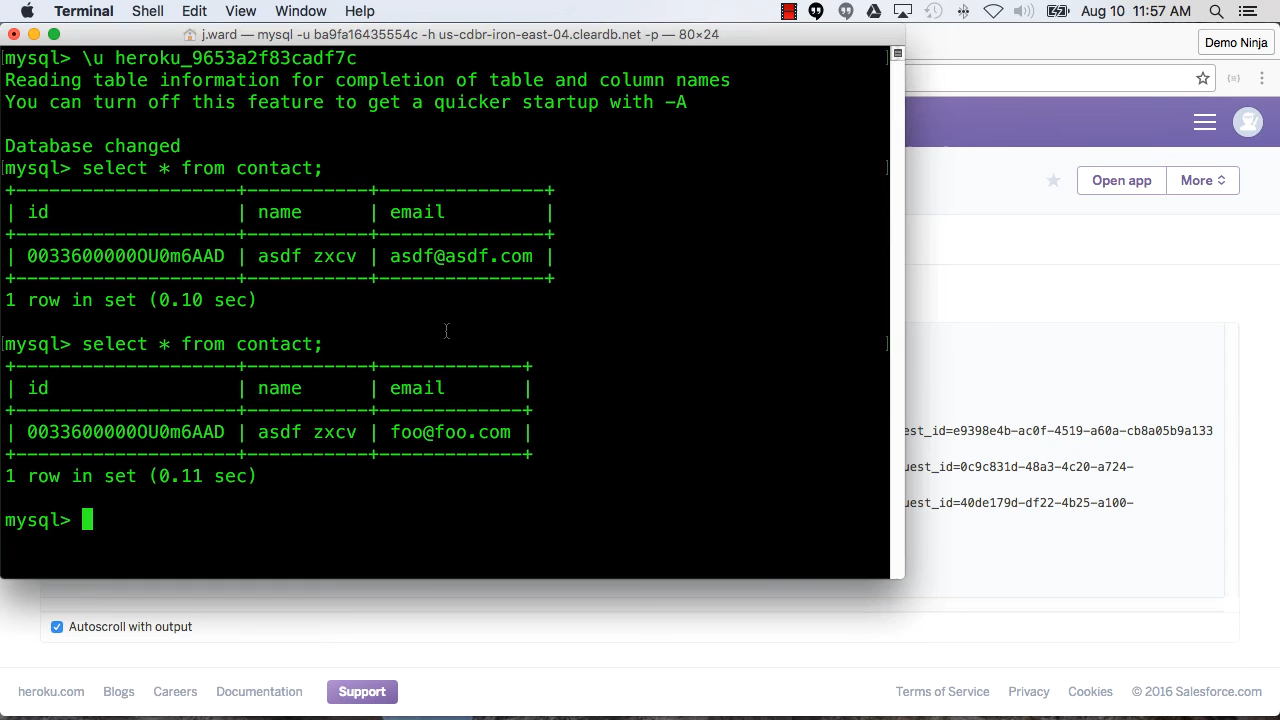 Terminal Shell Edit View Window Help Aug 10 11:57 AM
j.ward — mysql -u ba9fa16435554c -h us-cdbr-iron-east-04.cleardb.net -p — 80×24
Demo Ninja
mysql> \u heroku_9653a2f83cadf7c
Reading table information for completion of table and column names
You can turn off this feature to get a quicker startup with -A
Database changed
mysql> select * from contact;
+--------------------+-----------+---------------+
| id | name | email |
+--------------------+-----------+---------------+
| 0033600000OU0m6AAD | asdf zxcv | asdf@asdf.com |
+--------------------+-----------+---------------+
1 row in set (0.10 sec)
mysql> select * from contact;
+--------------------+-----------+-------------+
| id | name | email |
+--------------------+-----------+-------------+
| 0033600000OU0m6AAD | asdf zxcv | foo@foo.com |
+--------------------+-----------+-------------+
1 row in set (0.11 sec)
mysql>
Open app More
est_id=e9398e4b-ac0f-4519-a60a-cb8a05b9a133
uest_id=0c9c831d-48a3-4c20-a724-
uest_id=40de179d-df22-4b25-a100-
Autoscroll with output
heroku.com Blogs Careers Documentation Support Terms of Service Privacy Cookies © 2016 Salesforce.com